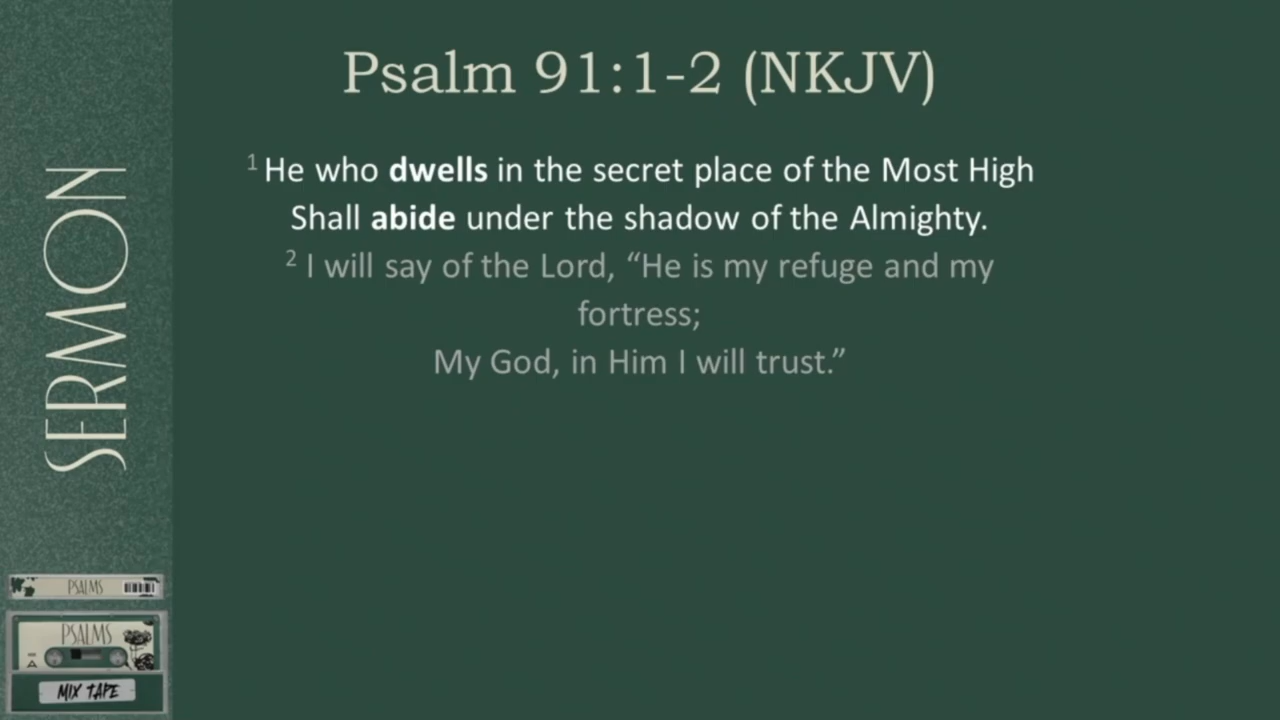 Psalm 91:1-2 (NKJV)
1 He who dwells in the secret place of the Most High
Shall abide under the shadow of the Almighty.
2 I will say of the Lord, “He is my refuge and my
fortress;
My God, in Him I will trust.”
SERMON
PSALMS
PSALMS
A
MIX TAPE